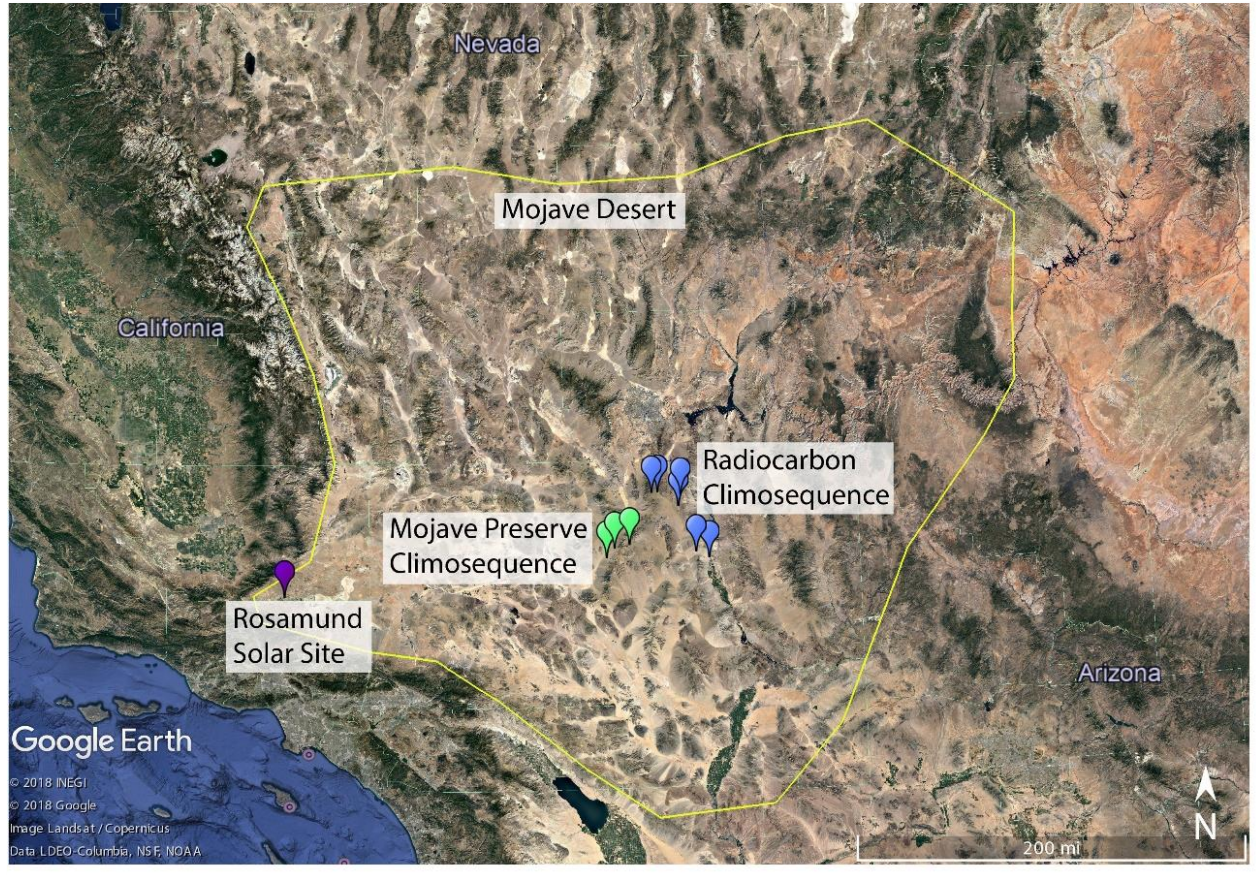 Nevada
Mojave Desert
California
Radiocarbon
Climosequence
Mojave Preserve
Climosequence
Rosamund
Solar Site
Arizona
Google Earth
© 2018 INEGI
© 2018 Google
Image Landsat / Copernicus
Data LDEO-Columbia, NSF, NOAA
N
200 mi